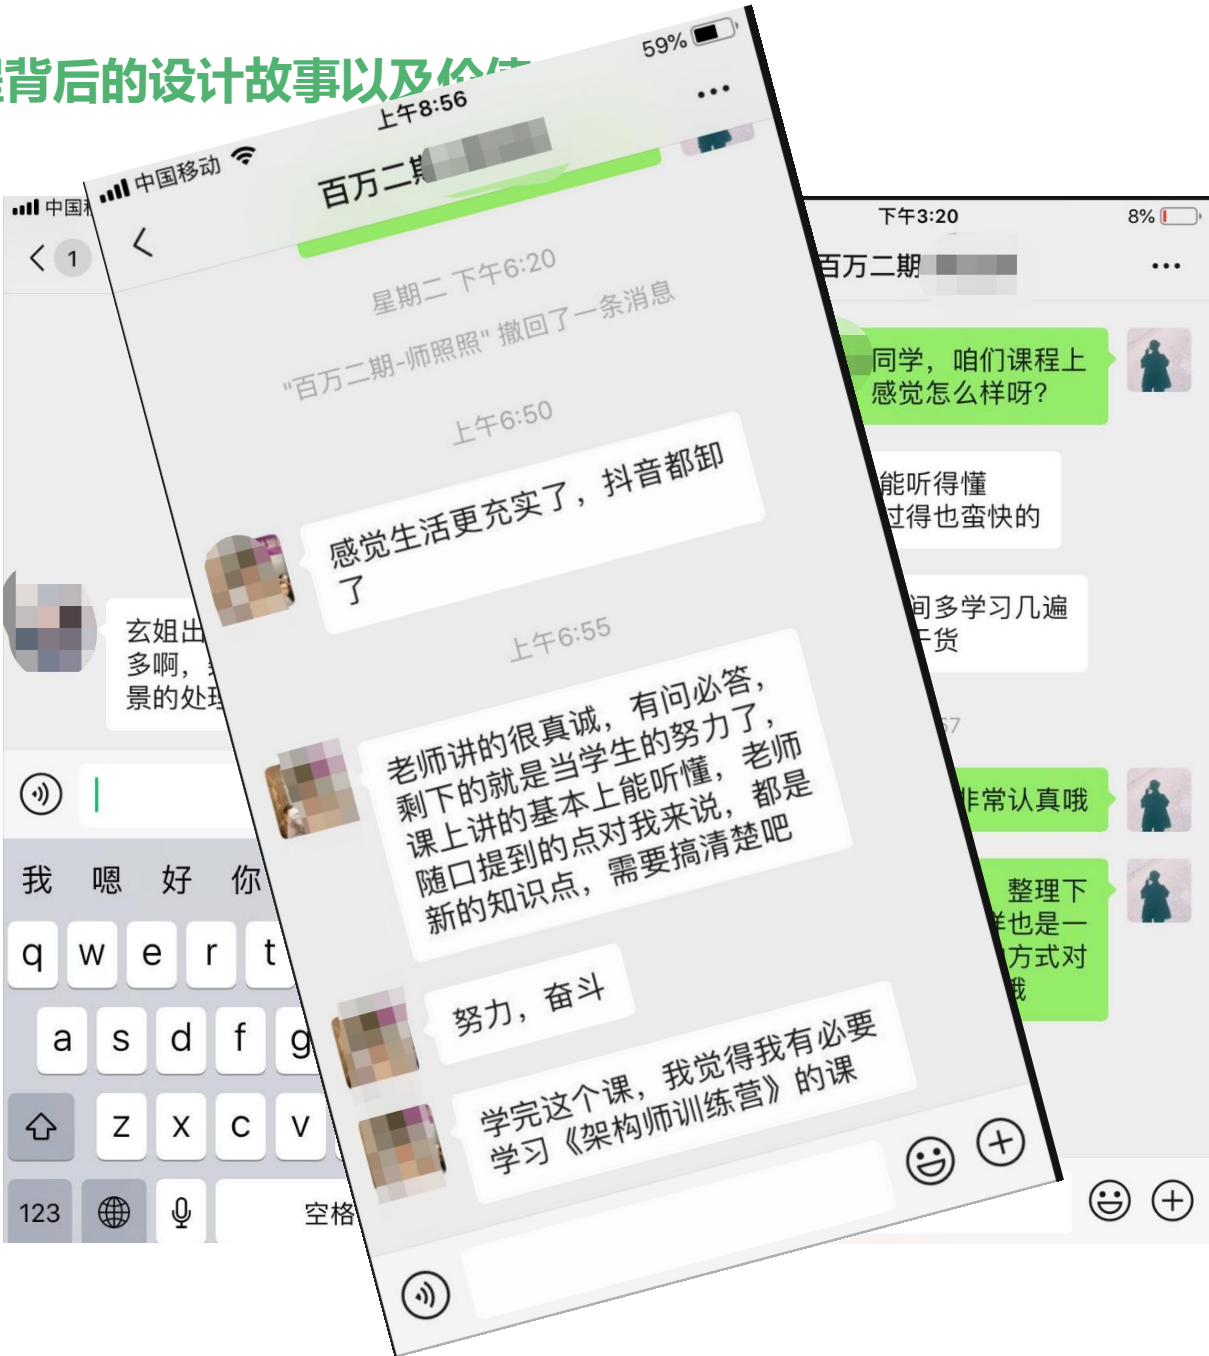 背后的设计故事以及价值
中国
1
玄姐出
多啊，
景的处理
我 嗯 好 你
q w e r t
a s d f g
z x c v
123 空格
59%
上午8:56
中国移动
百万二期
星期二 下午6:20
"百万二期-师照照" 撤回了一条消息
上午6:50
感觉生活更充实了，抖音都卸
了
上午6:55
老师讲的很真诚，有问必答，
剩下的就是当学生的努力了，
课上讲的基本上能听懂，老师
随口提到的点对我来说，都是
新的知识点，需要搞清楚吧
努力，奋斗
学完这个课，我觉得我有必要
学习《架构师训练营》的课
下午3:20
8%
百万二期
同学，咱们课程上
感觉怎么样呀？
能听得懂
过得也蛮快的
间多学习几遍
干货
57
非常认真哦
整理下
样也是一
方式对
哦